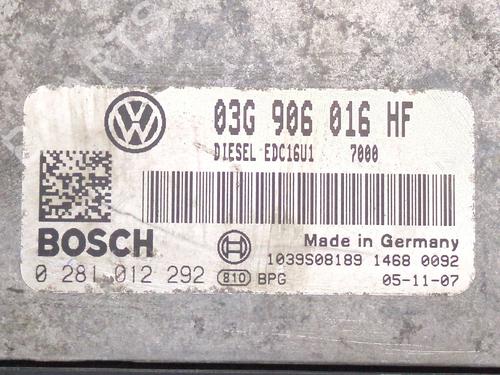 03G 906 016 HF
DIESEL EDC16U1 7000
BOSCH
Made in Germany
1039S08189 1468 0092
0 281 012 292
810 BPG
05-11-07